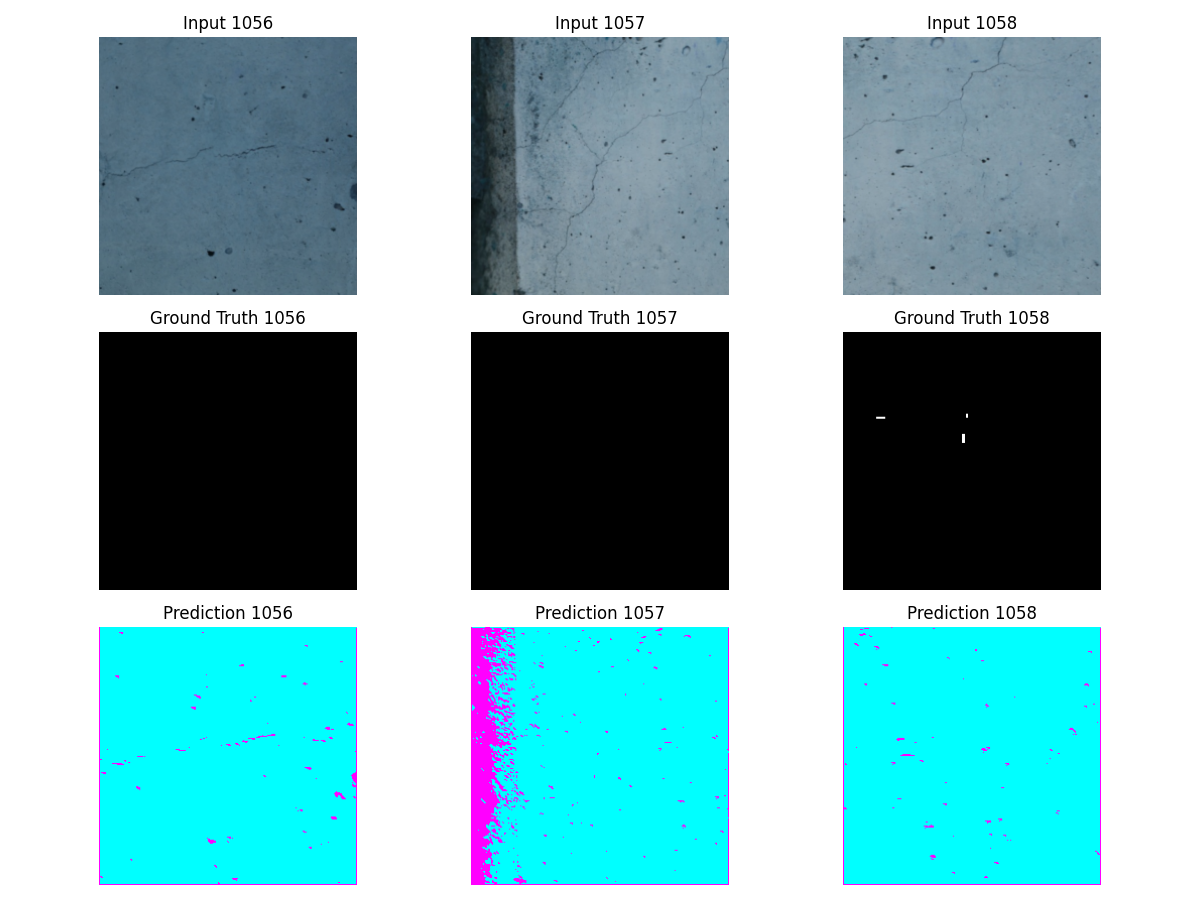 Input 1056
Input 1057
Input 1058
Ground Truth 1056
Ground Truth 1057
Ground Truth 1058
Prediction 1056
Prediction 1057
Prediction 1058